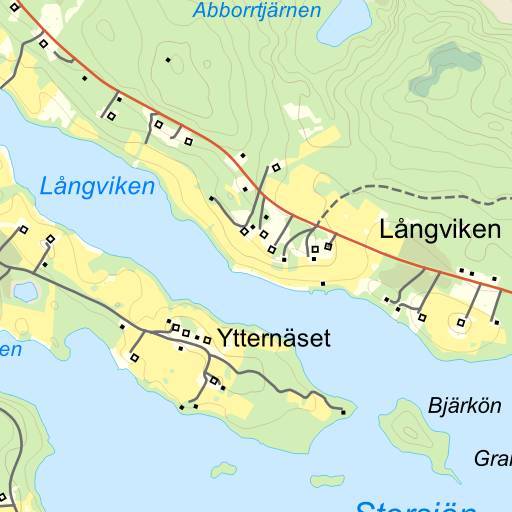 Abborrtjärnen
Långviken
Långviken
Ytternäset
en
Bjärkön
Gra
Storsjön